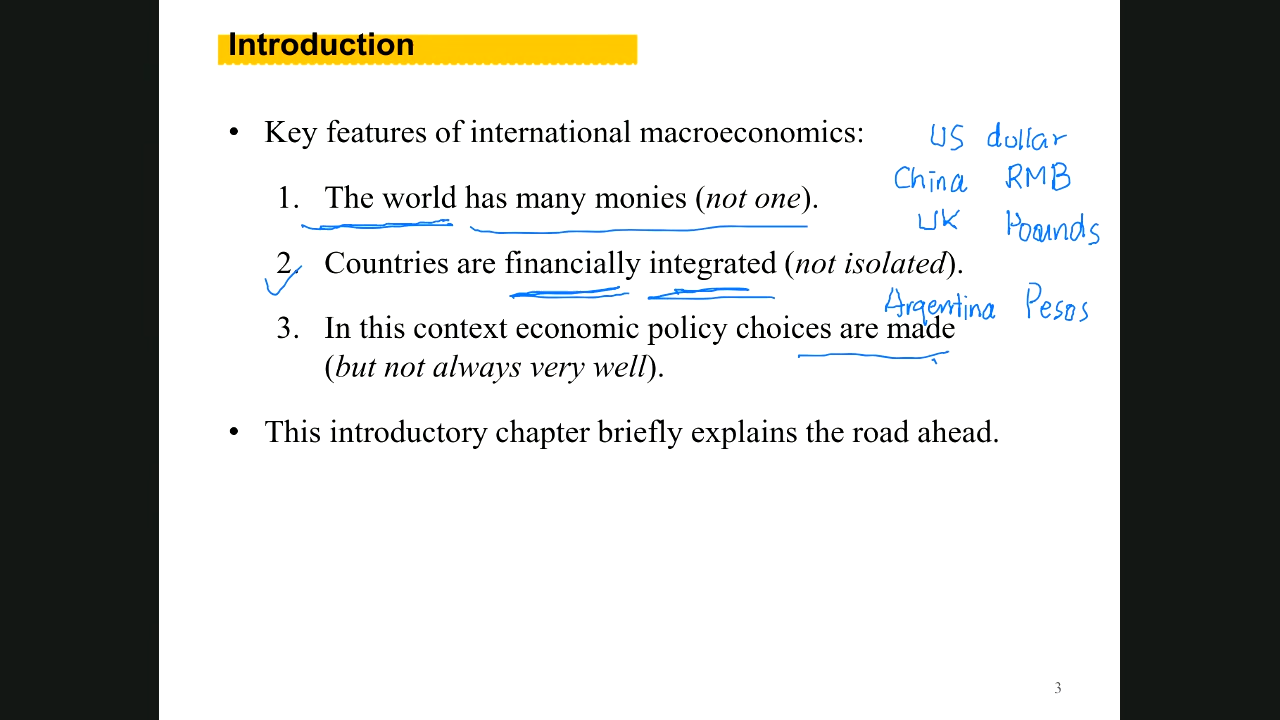 Introduction
• Key features of international macroeconomics:
US dollar
1. The world has many monies (not one).
China RMB
UK Pounds
2. Countries are financially integrated (not isolated).
Argentina Pesos
3. In this context economic policy choices are made
(but not always very well).
• This introductory chapter briefly explains the road ahead.
3